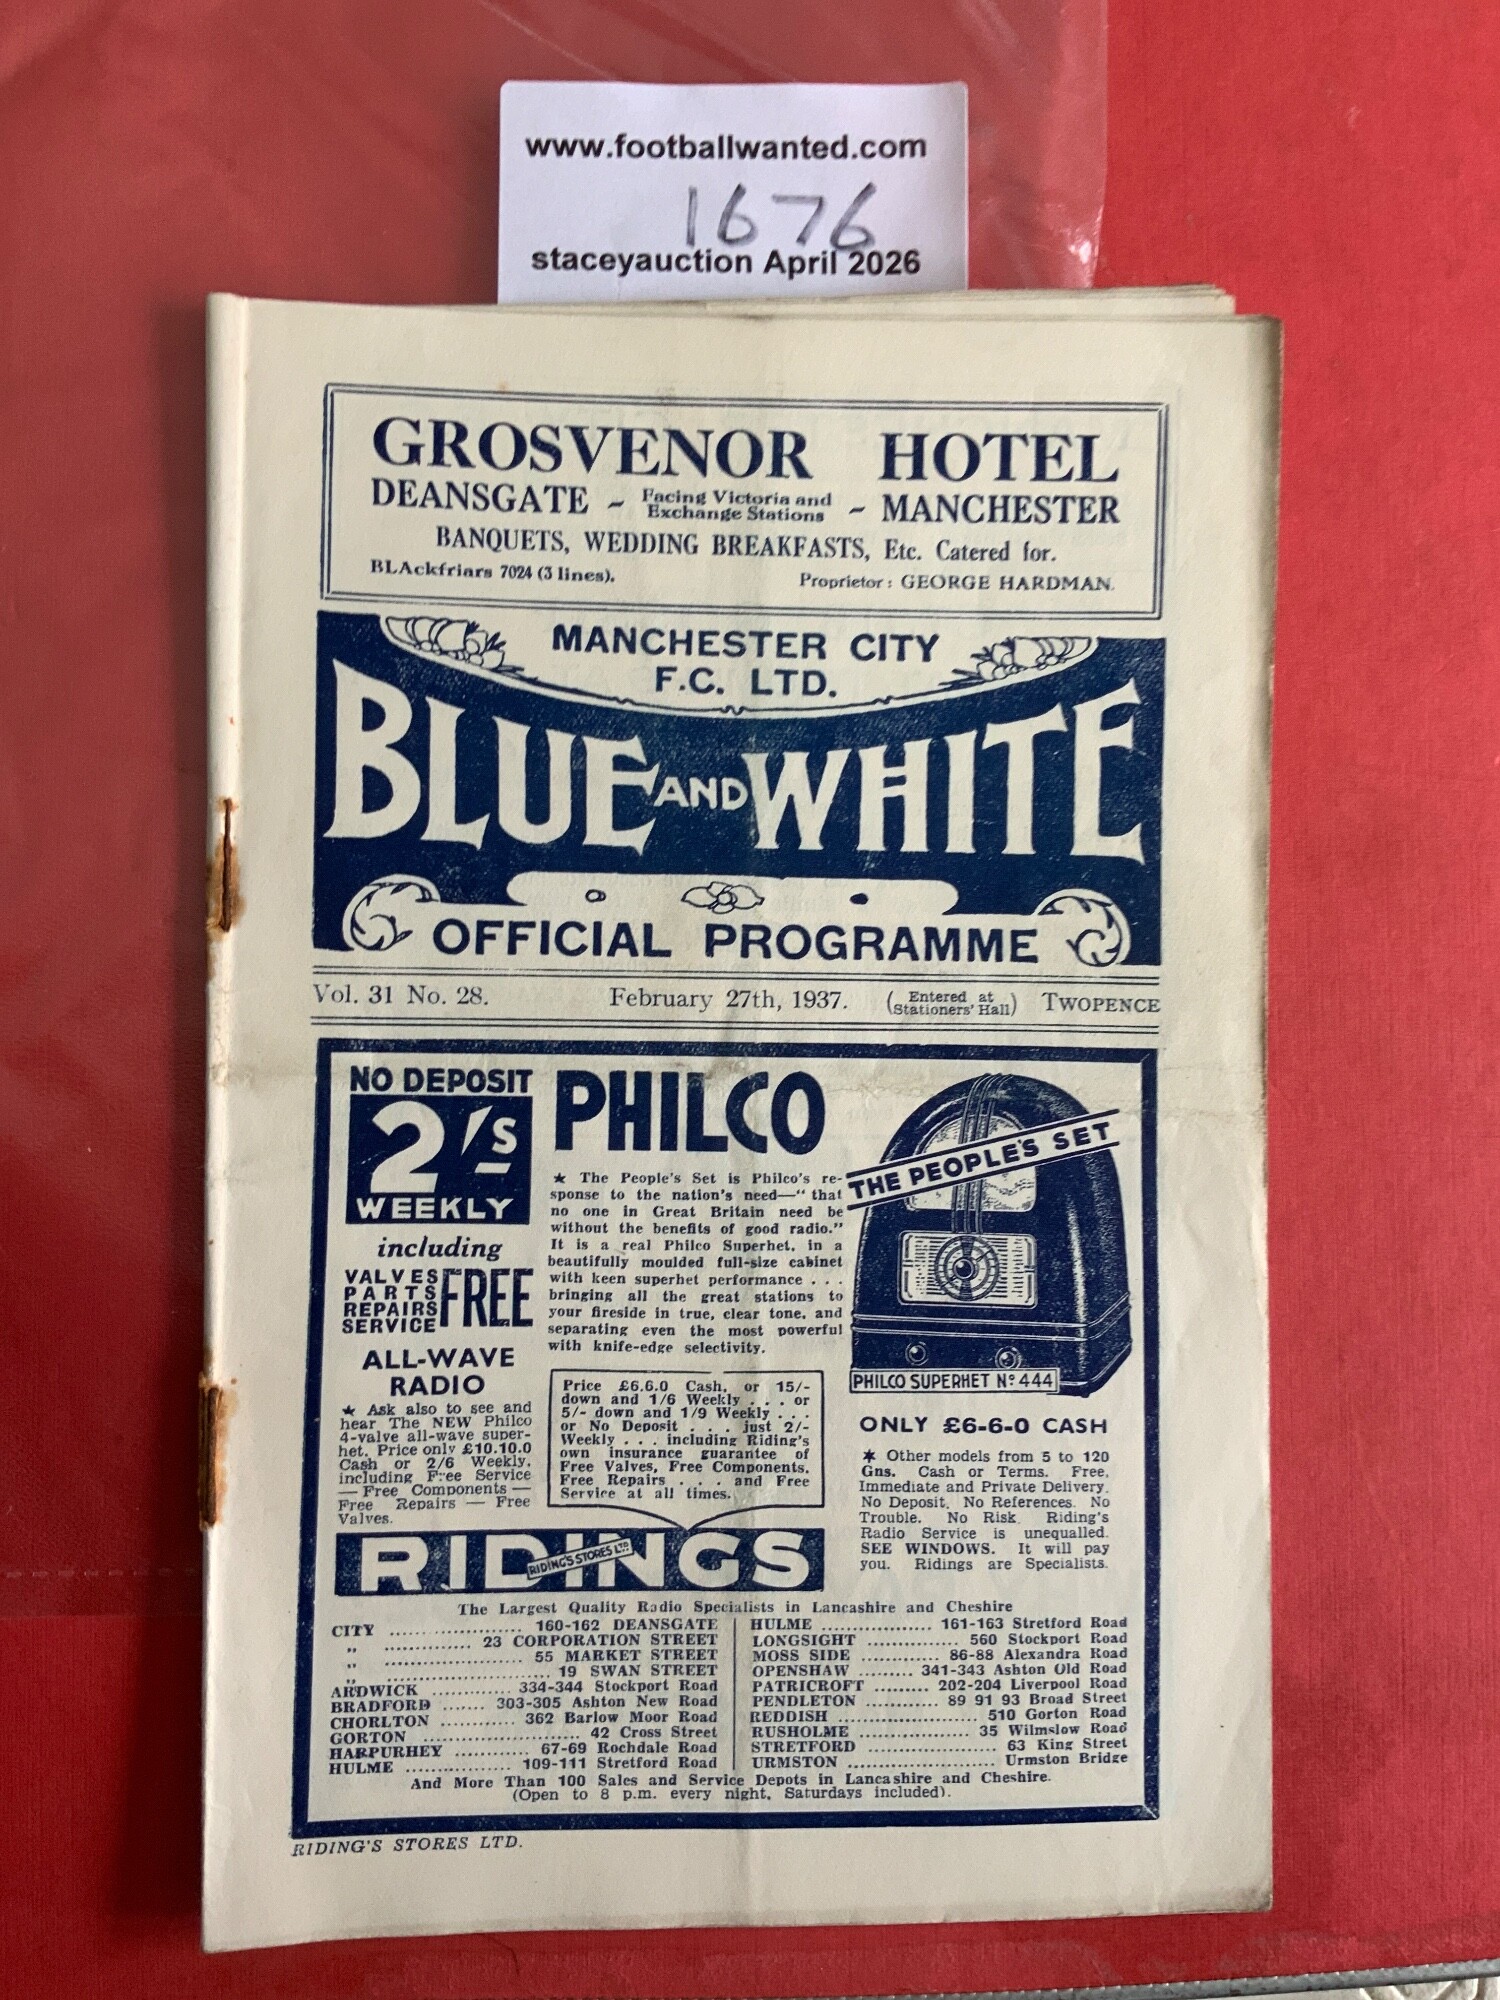 www.footballwanted.com
1676
staceyauction April 2026
GROSVENOR HOTEL
DEANSGATE ~ Facing Victoria and Exchange Stations ~ MANCHESTER
BANQUETS, WEDDING BREAKFASTS, Etc. Catered for.
BLAckfriars 7024 (3 lines). Proprietor: GEORGE HARDMAN.
MANCHESTER CITY
F.C. LTD.
BLUE AND WHITE
OFFICIAL PROGRAMME
Vol. 31 No. 28. February 27th, 1937. (Entered at Stationers' Hall) TWOPENCE
NO DEPOSIT
2/s
WEEKLY
including
VALVES
PARTS
REPAIRS
SERVICE
FREE
ALL-WAVE
RADIO
★ Ask also to see and
hear The NEW Philco
4-valve all-wave super-
het. Price only £10.10.0
Cash or 2/6 Weekly,
including Free Service
— Free Components —
Free Repairs — Free
Valves.
PHILCO
★ The People's Set is Philco's re-
sponse to the nation's need—"that
no one in Great Britain need be
without the benefits of good radio."
It is a real Philco Superhet, in a
beautifully moulded full-size cabinet
with keen superhet performance . . .
bringing all the great stations to
your fireside in true, clear tone, and
separating even the most powerful
with knife-edge selectivity.
Price £6.6.0 Cash, or 15/-
down and 1/6 Weekly . . . or
5/- down and 1/9 Weekly . . .
or No Deposit . . . just 2/-
Weekly . . . including Riding's
own insurance guarantee of
Free Valves, Free Components,
Free Repairs . . . and Free
Service at all times.
THE PEOPLE'S SET
PHILCO SUPERHET No. 444
ONLY £6-6-0 CASH
★ Other models from 5 to 120
Gns. Cash or Terms. Free,
Immediate and Private Delivery.
No Deposit, No References. No
Trouble. No Risk. Riding's
Radio Service is unequalled.
SEE WINDOWS. It will pay
you. Ridings are Specialists.
RIDINGS
RIDING'S STORES LTD.
The Largest Quality Radio Specialists in Lancashire and Cheshire
CITY ........................ 160-162 DEANSGATE
„ ................ 23 CORPORATION STREET
„ ........................ 55 MARKET STREET
„ ................................ 19 SWAN STREET
ARDWICK ............ 334-344 Stockport Road
BRADFORD ....... 303-305 Ashton New Road
CHORLTON ........... 362 Barlow Moor Road
GORTON ............................ 42 Cross Street
HARPURHEY ........... 67-69 Rochdale Road
HULME ................. 109-111 Stretford Road
HULME .................. 161-163 Stretford Road
LONGSIGHT ............... 560 Stockport Road
MOSS SIDE ............. 86-88 Alexandra Road
OPENSHAW ......... 341-343 Ashton Old Road
PATRICROFT ......... 202-204 Liverpool Road
PENDLETON ............ 89 91 93 Broad Street
REDDISH ....................... 510 Gorton Road
RUSHOLME .................. 35 Wilmslow Road
STRETFORD ..................... 63 King Street
URMSTON ........................ Urmston Bridge
And More Than 100 Sales and Service Depots in Lancashire and Cheshire.
(Open to 8 p.m. every night, Saturdays included).
RIDING'S STORES LTD.